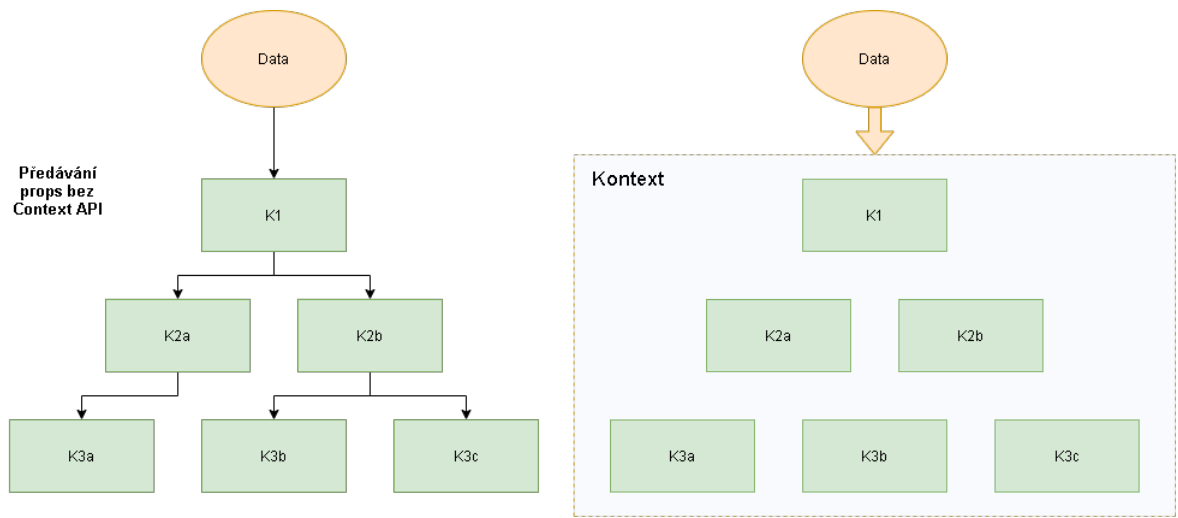 Data
Předávání
props bez
Context API
K1
K2a
K2b
K3a
K3b
K3c
Data
Kontext
K1
K2a
K2b
K3a
K3b
K3c